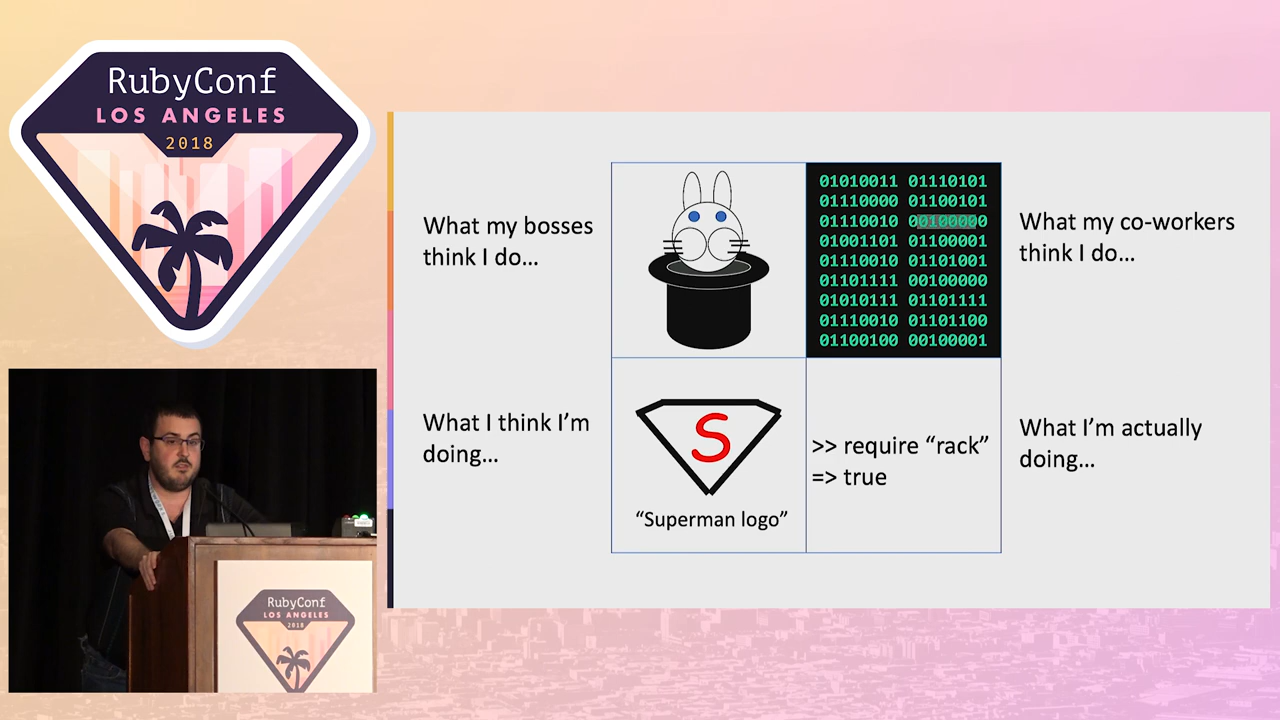 RubyConf
LOS ANGELES
2018
What my bosses
think I do...
01010011 01110101
01110000 01100101
01110010 00100000
01001101 01100001
01110010 01101001
01101111 00100000
01010111 01101111
01110010 01101100
01100100 00100001
What my co-workers
think I do...
What I think I'm
doing...
S
"Superman logo"
>> require "rack"
=> true
What I'm actually
doing...
RubyConf
LOS ANGELES
2018